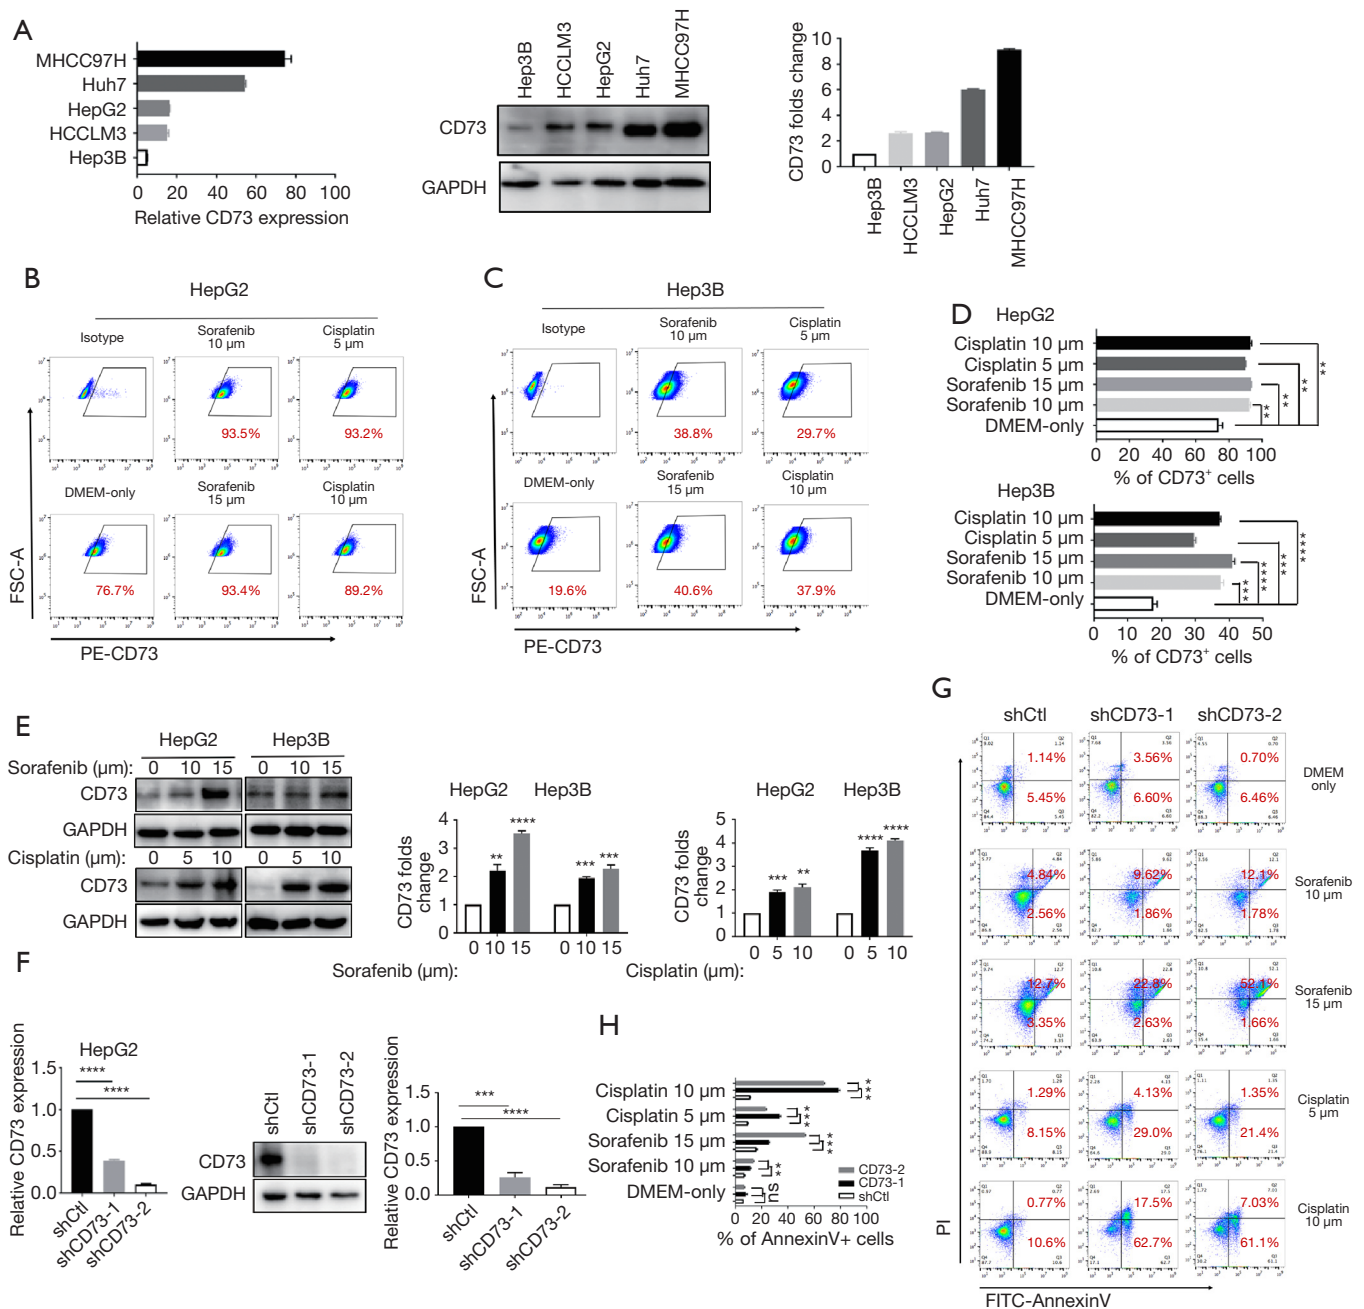 A
MHCC97H
Huh7
HepG2
HCCLM3
Hep3B
0 20 40 60 80 100
Relative CD73 expression
Hep3B
HCCLM3
HepG2
Huh7
MHCC97H
CD73
GAPDH
CD73 folds change
10
8
6
4
2
0
Hep3B
HCCLM3
HepG2
Huh7
MHCC97H
B
HepG2
Isotype
Sorafenib
10 μm
Cisplatin
5 μm
93.5%
93.2%
DMEM-only
Sorafenib
15 μm
Cisplatin
10 μm
76.7%
93.4%
89.2%
FSC-A
PE-CD73
C
Hep3B
Isotype
Sorafenib
10 μm
Cisplatin
5 μm
38.8%
29.7%
DMEM-only
Sorafenib
15 μm
Cisplatin
10 μm
19.6%
40.6%
37.9%
FSC-A
PE-CD73
D
HepG2
Cisplatin 10 μm
Cisplatin 5 μm
Sorafenib 15 μm
Sorafenib 10 μm
DMEM-only
** ** ** **
0 20 40 60 80 100
% of CD73⁺ cells
Hep3B
Cisplatin 10 μm
Cisplatin 5 μm
Sorafenib 15 μm
Sorafenib 10 μm
DMEM-only
*** **** *** ****
0 10 20 30 40 50
% of CD73⁺ cells
E
HepG2 Hep3B
Sorafenib (μm): 0 10 15 0 10 15
CD73
GAPDH
Cisplatin (μm): 0 5 10 0 5 10
CD73
GAPDH
HepG2 Hep3B
CD73 folds
change
4
3
2
1
0
** **** *** ***
0 10 15 0 10 15
Sorafenib (μm):
HepG2 Hep3B
CD73 folds
change
5
4
3
2
1
0
*** ** **** ****
0 5 10 0 5 10
Cisplatin (μm):
F
HepG2
Relative CD73 expression
1.5
1.0
0.5
0.0
****
****
shCtl
shCD73-1
shCD73-2
shCtl
shCD73-1
shCD73-2
CD73
GAPDH
Relative CD73 expression
1.5
1.0
0.5
0.0
***
****
shCtl
shCD73-1
shCD73-2
G
shCtl shCD73-1 shCD73-2
1.14% 3.56% 0.70%
5.45% 6.60% 6.46%
DMEM
only
4.84% 9.62% 12.1%
2.56% 1.86% 1.78%
Sorafenib
10 μm
12.7% 22.8% 52.1%
3.35% 2.63% 1.66%
Sorafenib
15 μm
1.29% 4.13% 1.35%
8.15% 29.0% 21.4%
Cisplatin
5 μm
0.77% 17.5% 7.03%
10.6% 62.7% 61.1%
Cisplatin
10 μm
PI
FITC-AnnexinV
H
Cisplatin 10 μm
Cisplatin 5 μm
Sorafenib 15 μm
Sorafenib 10 μm
DMEM-only
ns
CD73-2
CD73-1
shCtl
0 20 40 60 80 100
% of AnnexinV+ cells